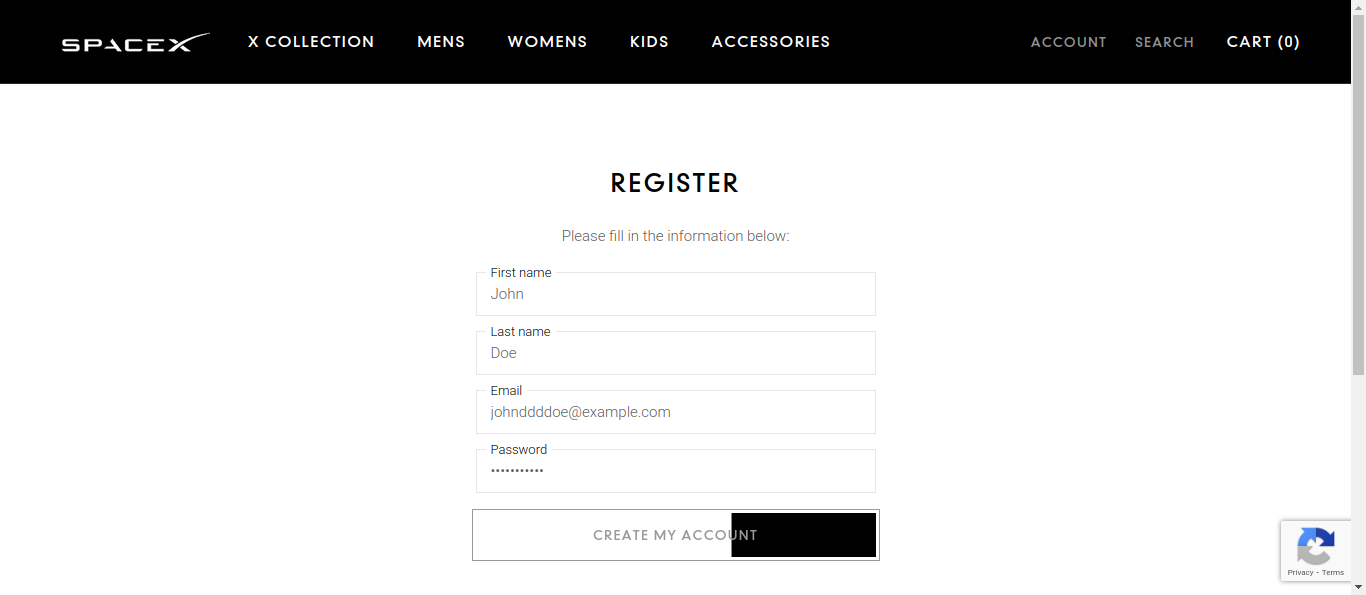 SPACEX X COLLECTION MENS WOMENS KIDS ACCESSORIES ACCOUNT SEARCH CART (0)
REGISTER
Please fill in the information below:
First name
John
Last name
Doe
Email
johnddddoe@example.com
Password
•••••••••••
CREATE MY ACCOUNT
Privacy - Terms